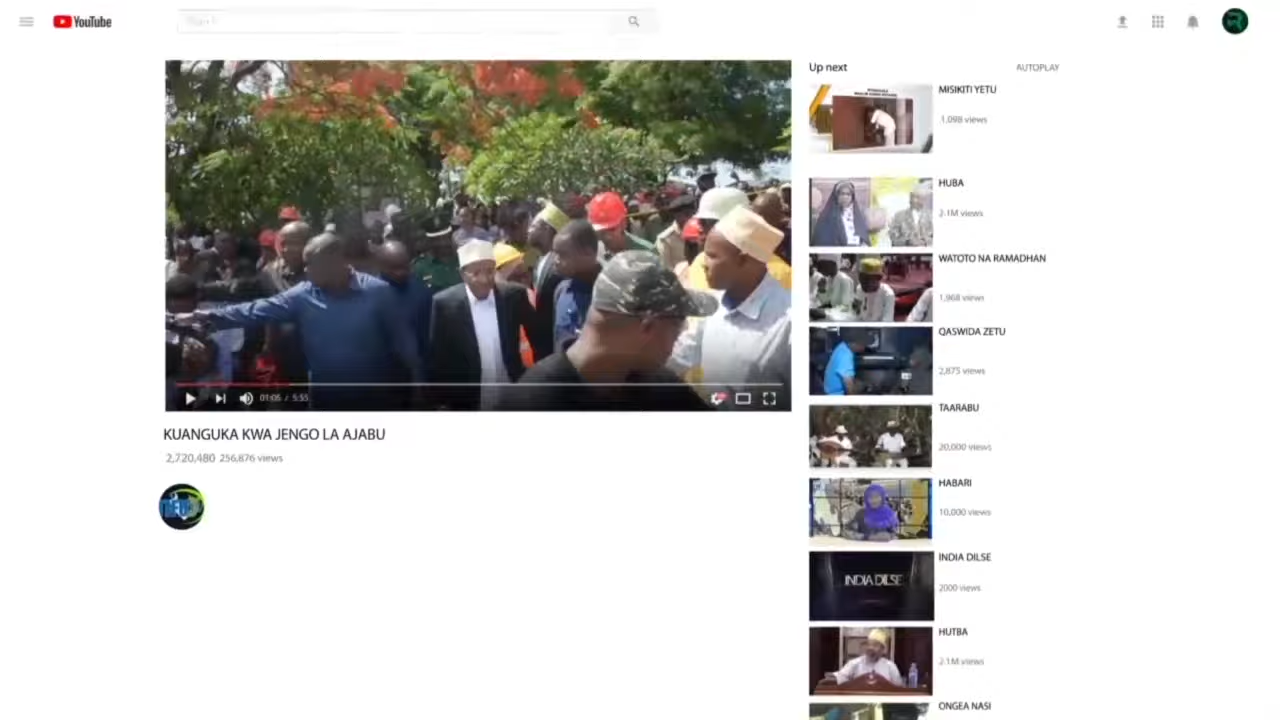 YouTube
Up next
AUTOPLAY
MISIKITI YETU
1,098 views
HUBA
2.1M views
WATOTO NA RAMADHAN
1,968 views
QASWIDA ZETU
2,875 views
TAARABU
20,000 views
HABARI
10,000 views
INDIA DILSE
INDIA DILSE
2000 views
HUTBA
2.1M views
ONGEA NASI
01:06 / 5:55
KUANGUKA KWA JENGO LA AJABU
2,720,480 256,876 views